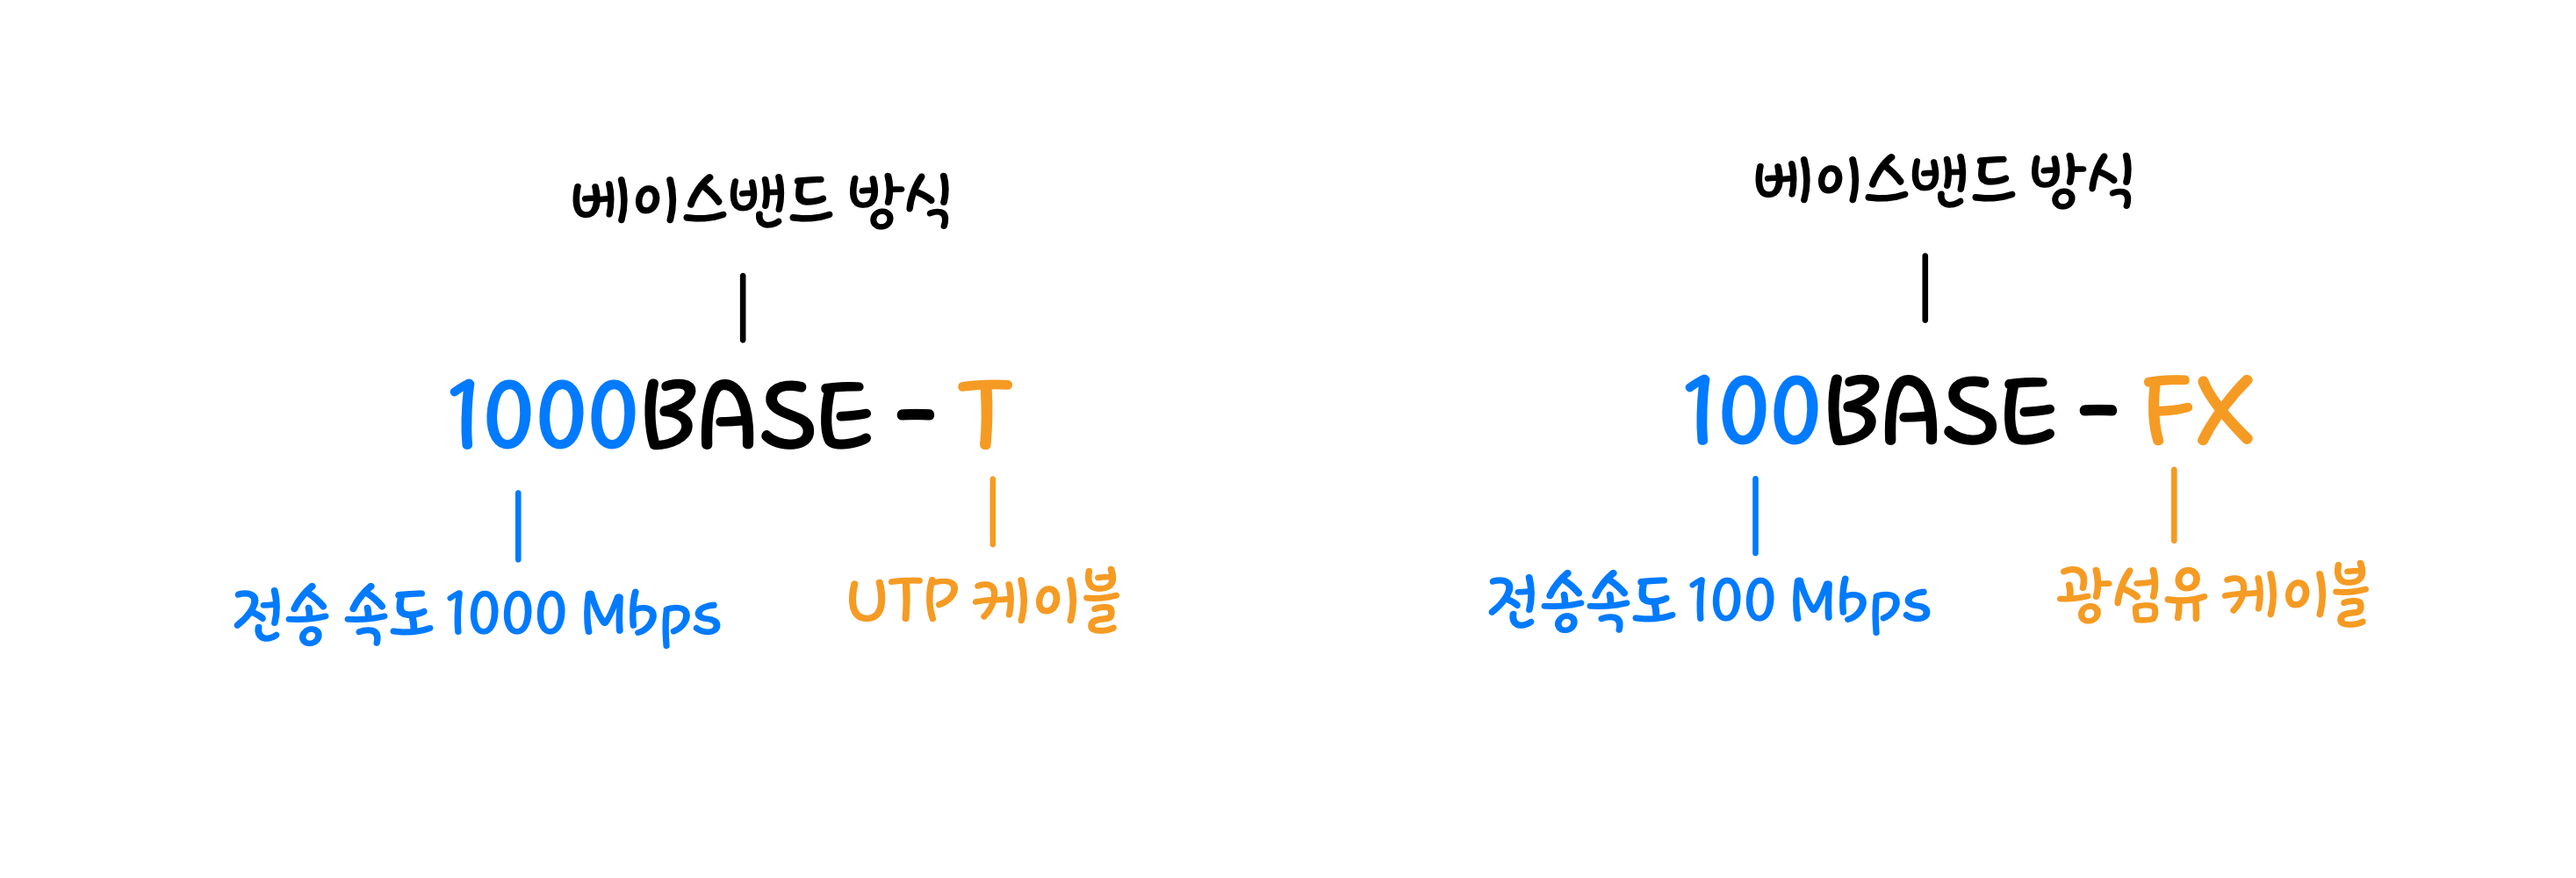 베이스밴드 방식
1000BASE - T
전송 속도 1000 Mbps
UTP 케이블
베이스밴드 방식
100BASE - FX
전송속도 100 Mbps
광섬유 케이블